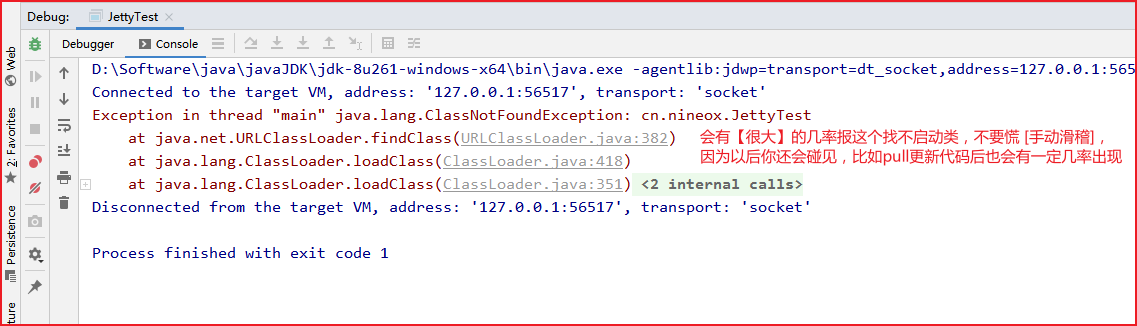 Debug:
JettyTest
Debugger
Console
D:\Software\java\javaJDK\jdk-8u261-windows-x64\bin\java.exe -agentlib:jdwp=transport=dt_socket,address=127.0.0.1:565
Connected to the target VM, address: '127.0.0.1:56517', transport: 'socket'
Exception in thread "main" java.lang.ClassNotFoundException: cn.nineox.JettyTest
at java.net.URLClassLoader.findClass(URLClassLoader.java:382)
会有【很大】的几率报这个找不启动类，不要慌 [手动滑稽]，
at java.lang.ClassLoader.loadClass(ClassLoader.java:418)
因为以后你还会碰见，比如pull更新代码后也会有一定几率出现
at java.lang.ClassLoader.loadClass(ClassLoader.java:351) <2 internal calls>
Disconnected from the target VM, address: '127.0.0.1:56517', transport: 'socket'
Process finished with exit code 1
Web
2: Favorites
Persistence
ture